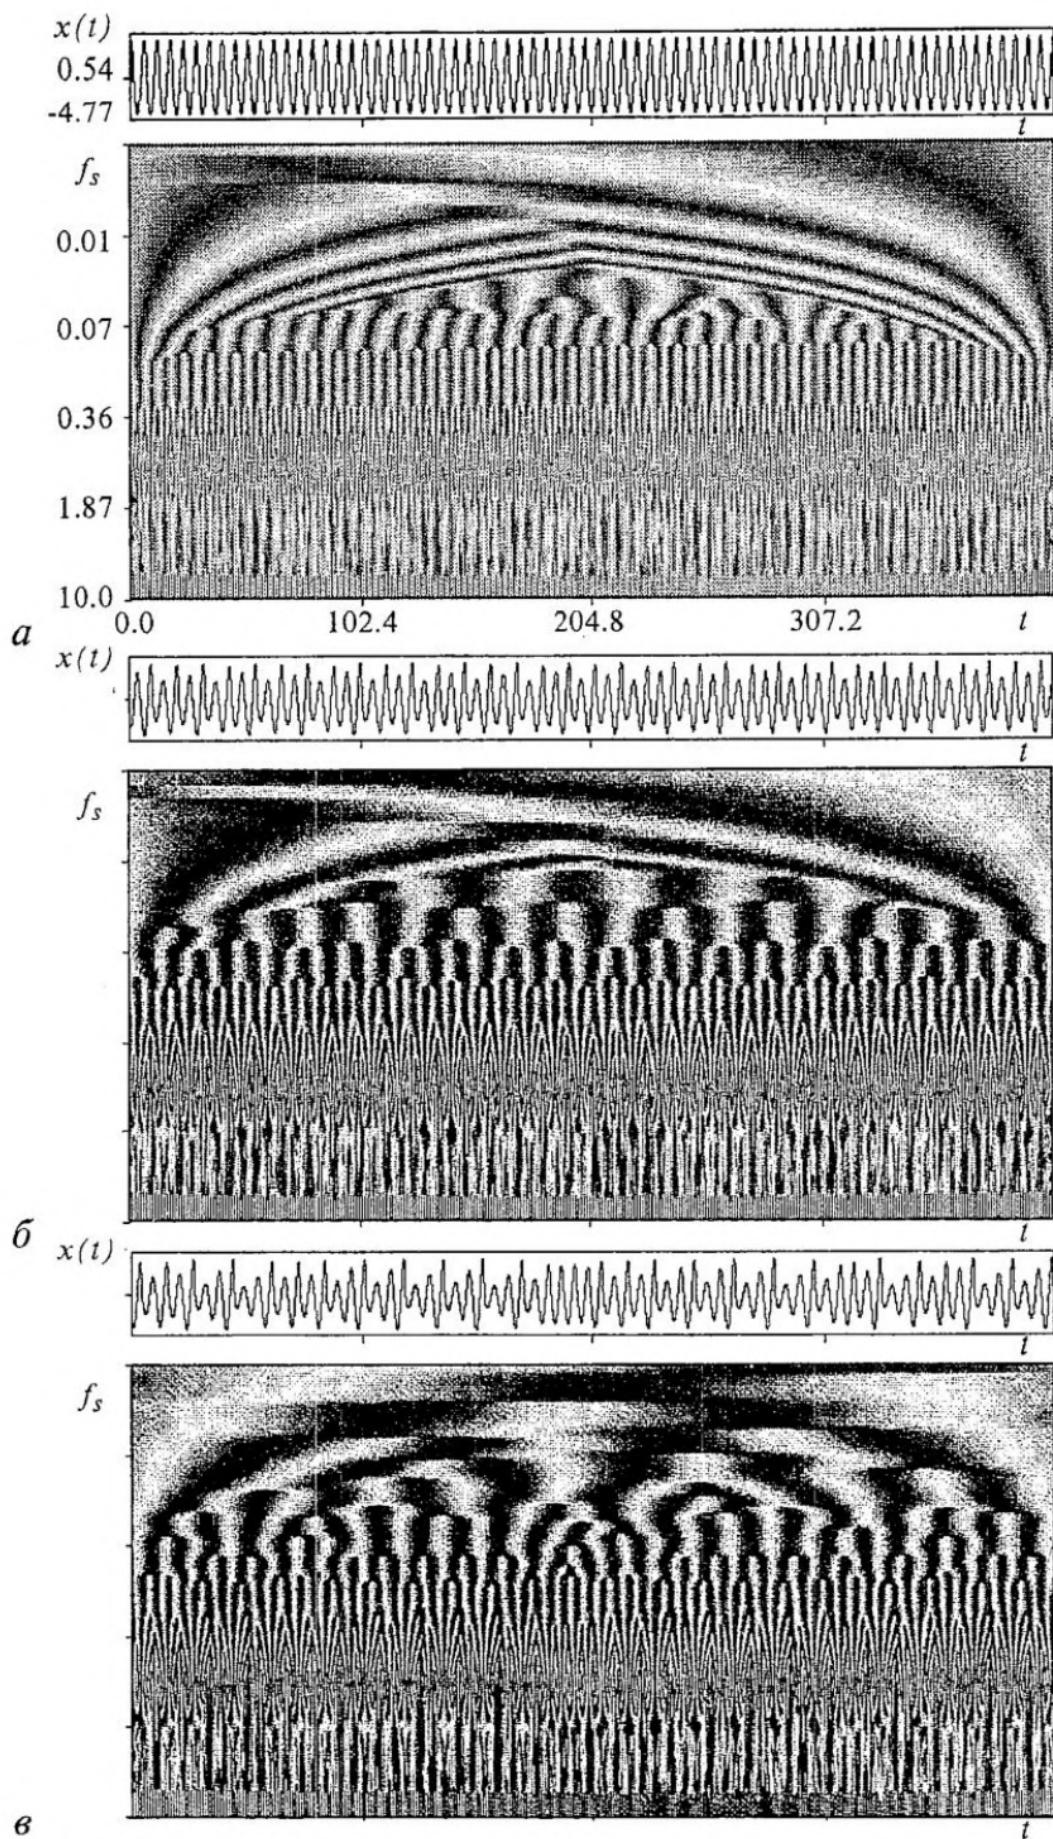 x(t)
0.54
-4.77
t
f_s
0.01
0.07
0.36
1.87
10.0
0.0 102.4 204.8 307.2 t
а
x(t)
t
f_s
t
б
x(t)
t
f_s
t
в